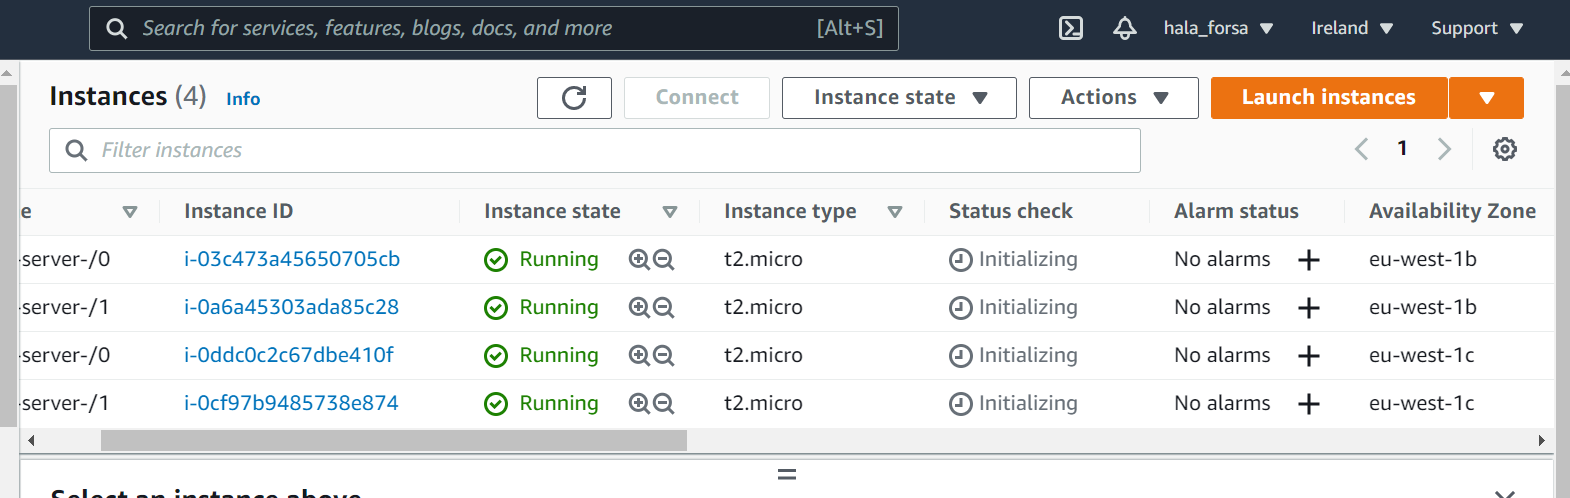 Search for services, features, blogs, docs, and more [Alt+S] hala_forsa Ireland Support
Instances (4) Info Connect Instance state Actions Launch instances
Filter instances 1
e Instance ID Instance state Instance type Status check Alarm status Availability Zone
-server-/0 i-03c473a45650705cb Running t2.micro Initializing No alarms eu-west-1b
-server-/1 i-0a6a45303ada85c28 Running t2.micro Initializing No alarms eu-west-1b
-server-/0 i-0ddc0c2c67dbe410f Running t2.micro Initializing No alarms eu-west-1c
-server-/1 i-0cf97b9485738e874 Running t2.micro Initializing No alarms eu-west-1c
Select an instance above